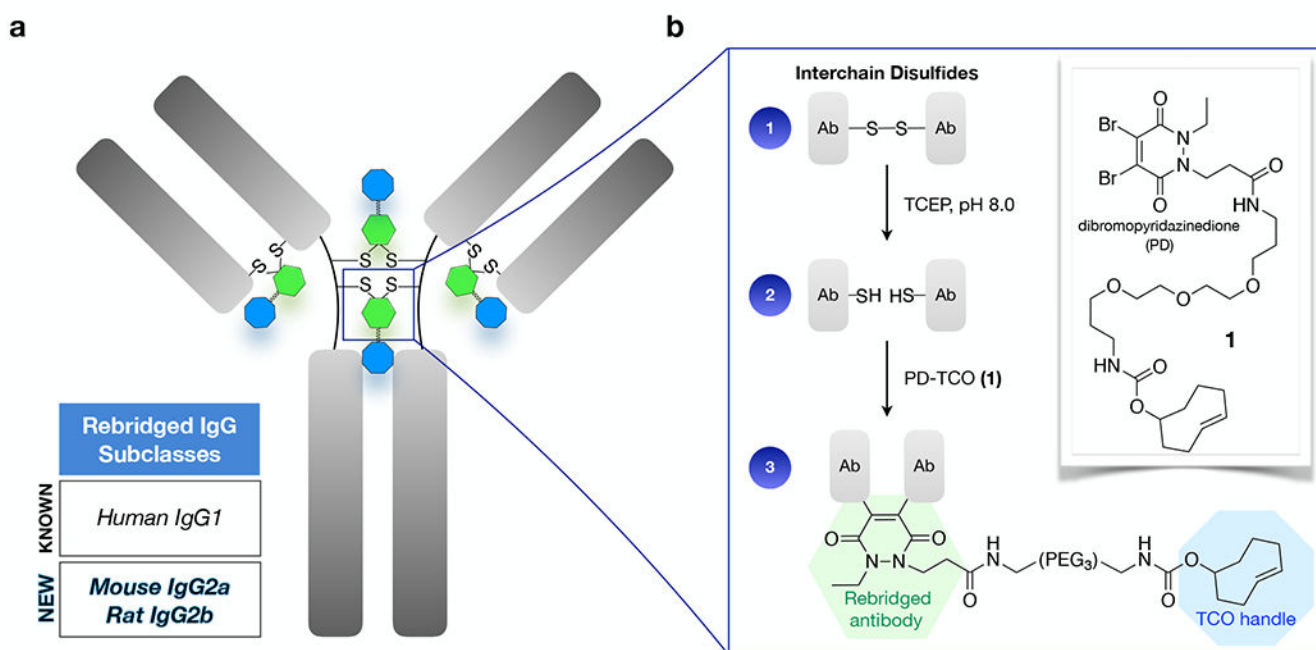 a
S
S
S
S
S
S
S
S
Rebridged IgG
Subclasses
KNOWN
Human IgG1
NEW
Mouse IgG2a
Rat IgG2b
b
Interchain Disulfides
1
Ab
S
S
Ab
TCEP, pH 8.0
2
Ab
SH
HS
Ab
PD-TCO (1)
3
Ab
Ab
O
O
N
N
Rebridged
antibody
O
H
N
(PEG3)
H
N
O
O
TCO handle
O
Br
N
Br
N
O
O
HN
dibromopyridazinedione
(PD)
O
O
O
1
HN
O
O